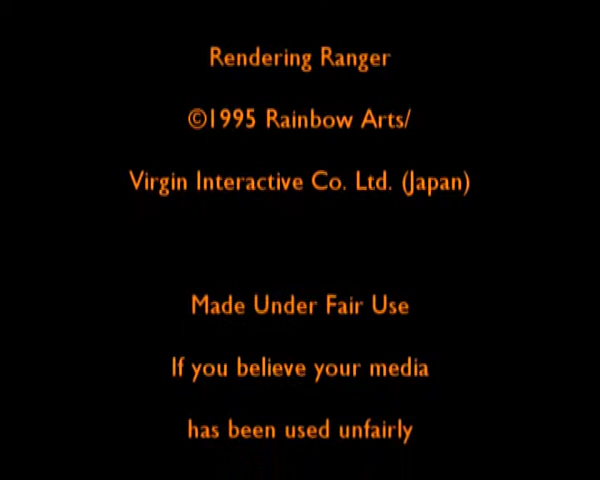 Rendering Ranger
©1995 Rainbow Arts/
Virgin Interactive Co. Ltd. (Japan)
Made Under Fair Use
If you believe your media
has been used unfairly